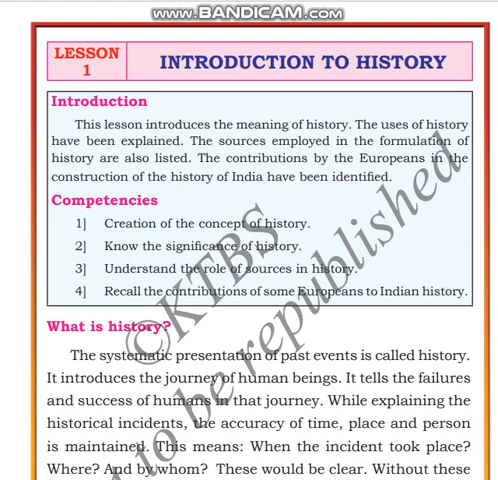 www.BANDICAM.com
LESSON
1
INTRODUCTION TO HISTORY
Introduction
This lesson introduces the meaning of history. The uses of history
have been explained. The sources employed in the formulation of
history are also listed. The contributions by the Europeans in the
construction of the history of India have been identified.
Competencies
1] Creation of the concept of history.
2] Know the significance of history.
3] Understand the role of sources in history.
4] Recall the contributions of some Europeans to Indian history.
What is history?
The systematic presentation of past events is called history.
It introduces the journey of human beings. It tells the failures
and success of humans in that journey. While explaining the
historical incidents, the accuracy of time, place and person
is maintained. This means: When the incident took place?
Where? And by whom? These would be clear. Without these
©KTBS
to be republished